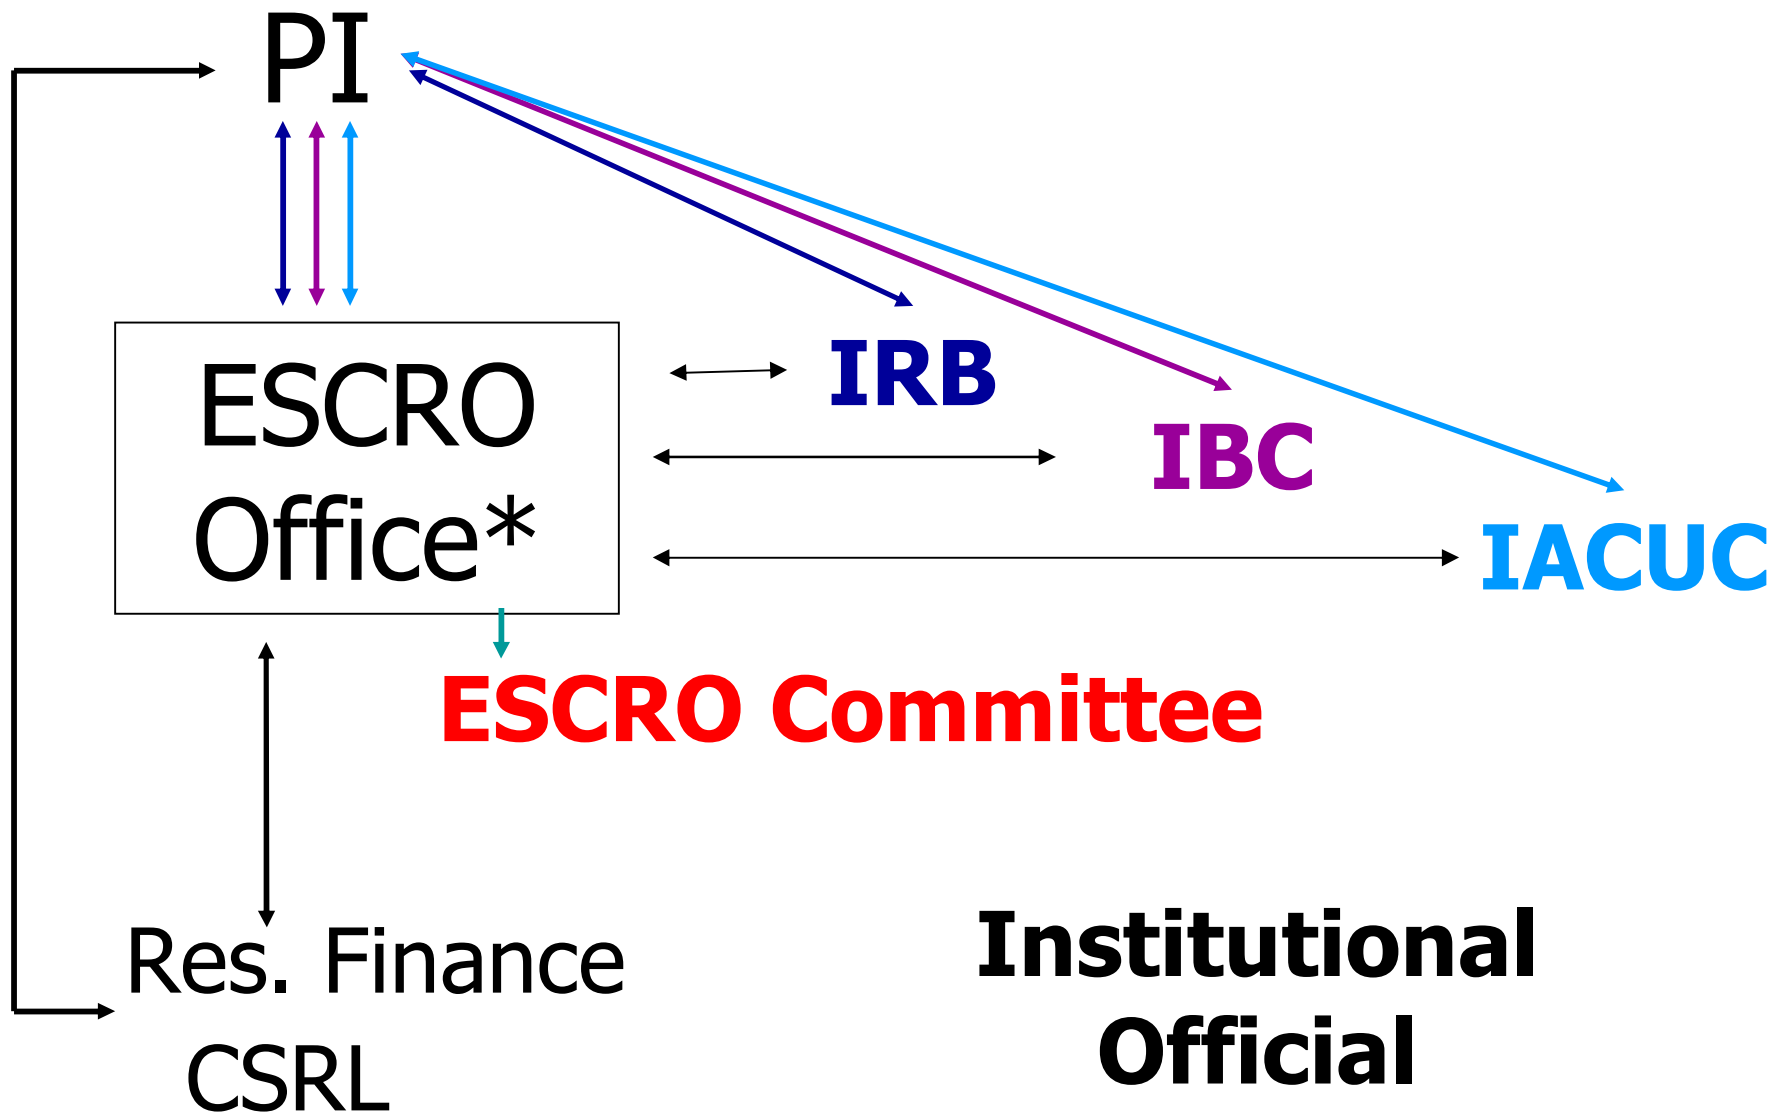 PI
ESCRO
Office*
IRB
IBC
IACUC
ESCRO Committee
Res. Finance
CSRL
Institutional
Official